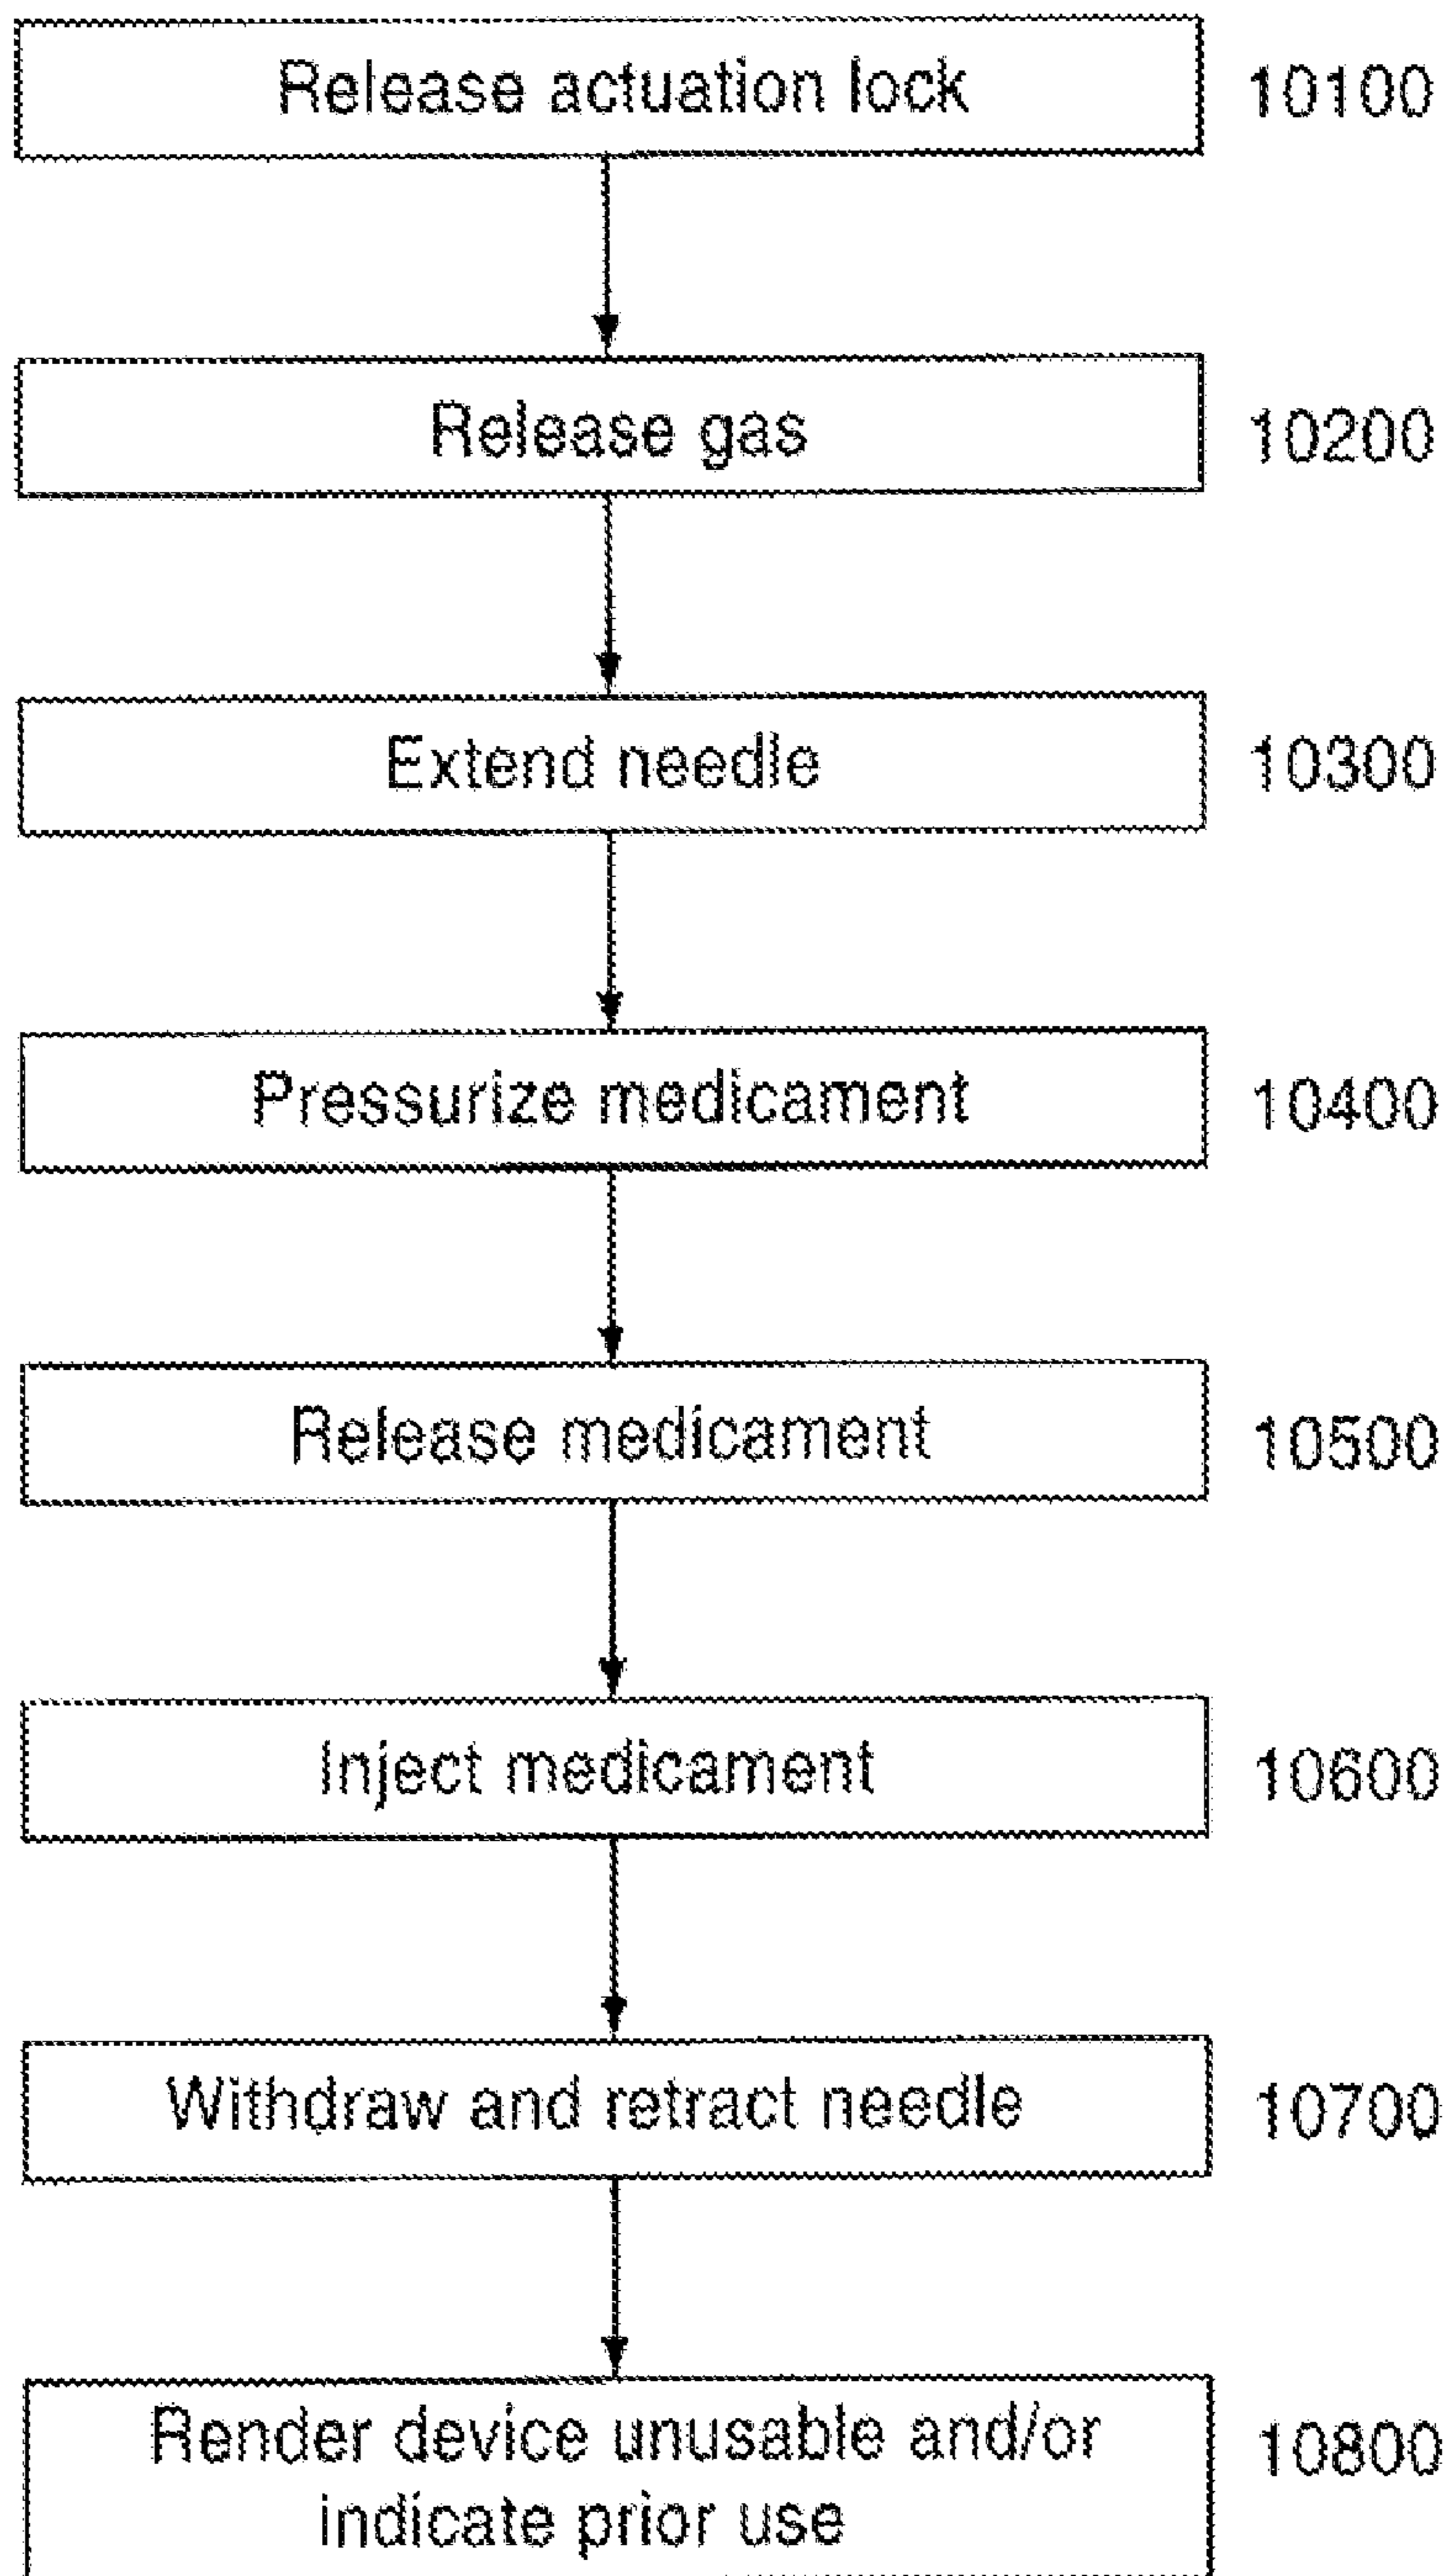 Release actuation lock 10100
Release gas 10200
Extend needle 10300
Pressurize medicament 10400
Release medicament 10500
Inject medicament 10600
Withdraw and retract needle 10700
Render device unusable and/or 10800
indicate prior use